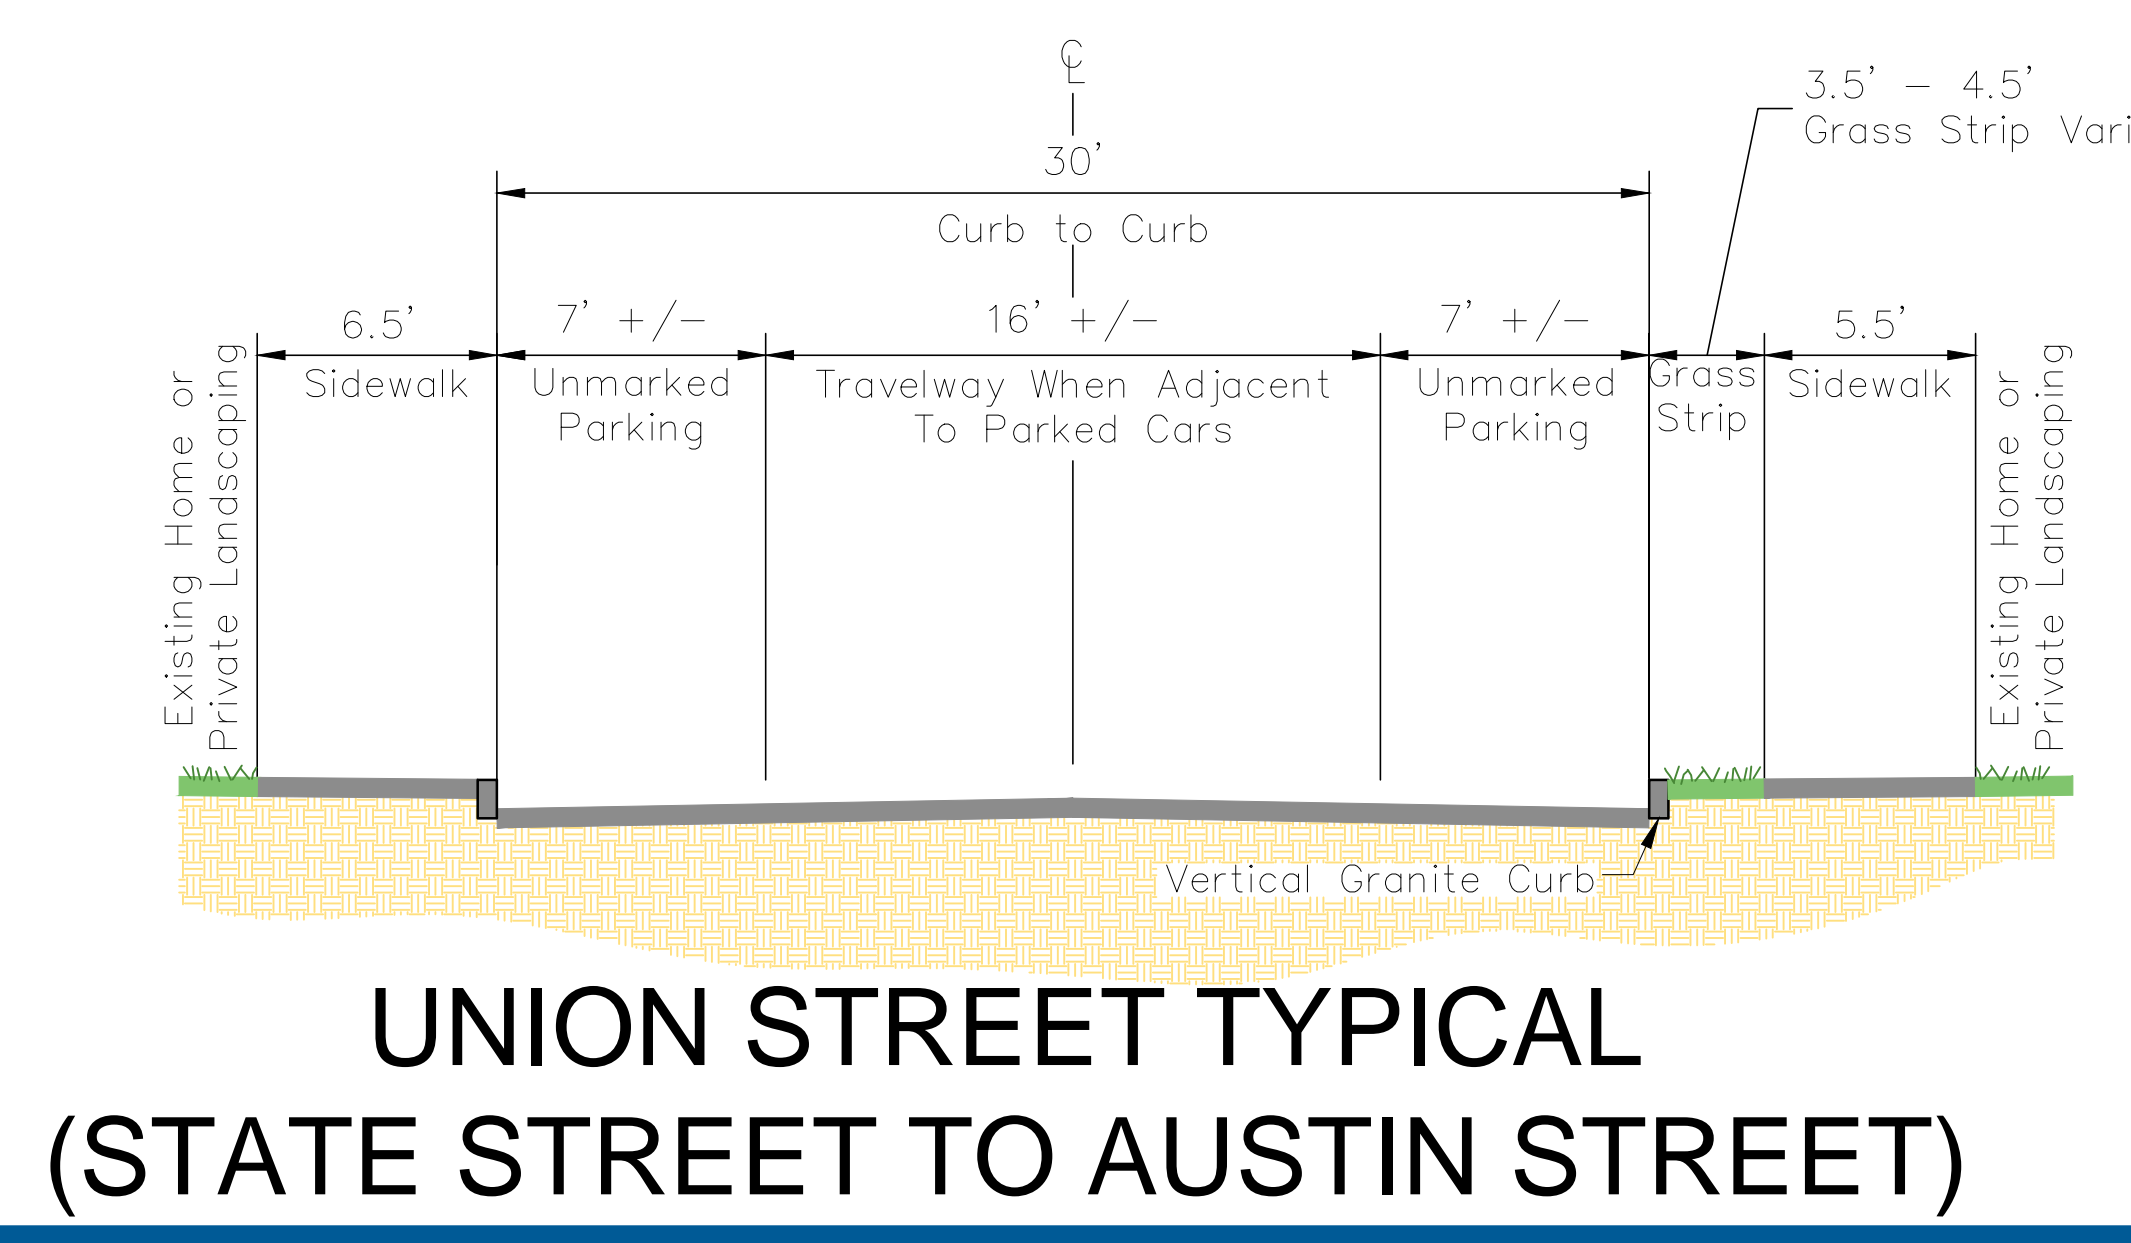 ℄
3.5' - 4.5'
Grass Strip Vari
30'
Curb to Curb
6.5'
Sidewalk
7' +/-
Unmarked
Parking
16' +/-
Travelway When Adjacent
To Parked Cars
7' +/-
Unmarked
Parking
Grass
Strip
5.5'
Sidewalk
Existing Home or
Private Landscaping
Existing Home or
Private Landscaping
Vertical Granite Curb
UNION STREET TYPICAL
(STATE STREET TO AUSTIN STREET)